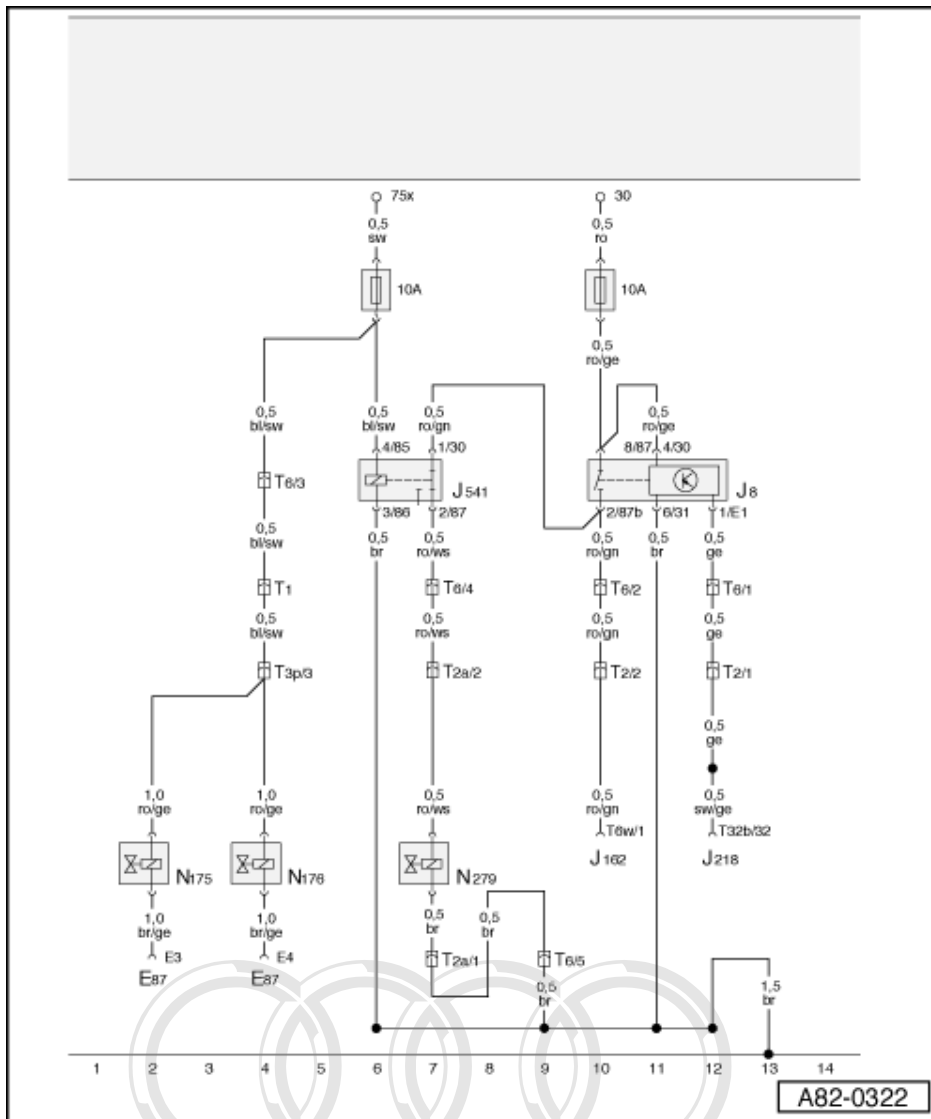 75x 30
0,5 0,5
sw ro
10A 10A
0,5
ro/ge
0,5 0,5 0,5 0,5
bl/sw bl/sw ro/gn ro/ge
4/85 1/30 8/87 4/30
T6/3 J541 J8
3/86 2/87 2/87b 6/31 1/E1
0,5 0,5 0,5 0,5 0,5 0,5
bl/sw br ro/ws ro/gn br ge
T1 T6/4 T6/2 T6/1
0,5 0,5 0,5 0,5
bl/sw ro/ws ro/gn ge
T3p/3 T2a/2 T2/2 T2/1
0,5
ge
1,0 1,0 0,5 0,5 0,5
ro/ge ro/ge ro/ws ro/gn sw/ge
T6w/1 T32b/32
J162 J218
N175 N176 N279
1,0 1,0 0,5 0,5
br/ge br/ge br br
E3 E4 T2a/1 T6/5
E87 E87
0,5 1,5
br br
1 2 3 4 5 6 7 8 9 10 11 12 13 14
A82-0322